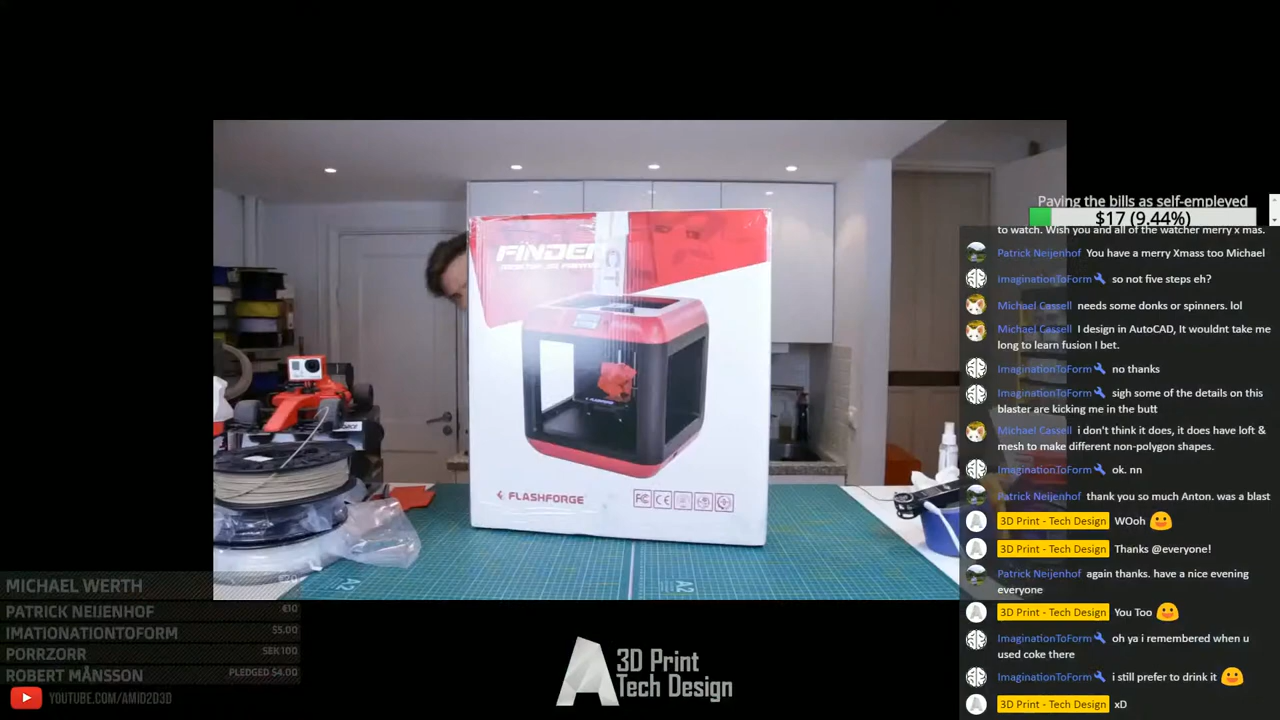 Paying the bills as self-employed
$17 (9.44%)
to watch. Wish you and all of the watcher merry x mas.
Patrick Neijenhof You have a merry Xmass too Michael
ImaginationToForm so not five steps eh?
Michael Cassell needs some donks or spinners. lol
Michael Cassell I design in AutoCAD, It wouldnt take me
long to learn fusion I bet.
ImaginationToForm no thanks
ImaginationToForm sigh some of the details on this
blaster are kicking me in the butt
Michael Cassell i don't think it does, it does have loft &
mesh to make different non-polygon shapes.
ImaginationToForm ok. nn
Patrick Neijenhof thank you so much Anton. was a blast
3D Print - Tech Design WOoh
3D Print - Tech Design Thanks @everyone!
Patrick Neijenhof again thanks. have a nice evening
everyone
3D Print - Tech Design You Too
ImaginationToForm oh ya i remembered when u
used coke there
ImaginationToForm i still prefer to drink it
3D Print - Tech Design xD
FINDER
FLASHFORGE
FC CE
A2
A2
MICHAEL WERTH
PATRICK NEIJENHOF €10
IMATIONATIONTOFORM $5.00
PORRZORR SEK100
ROBERT MÅNSSON PLEDGED $4.00
YOUTUBE.COM/AMID2D3D
3D Print
Tech Design